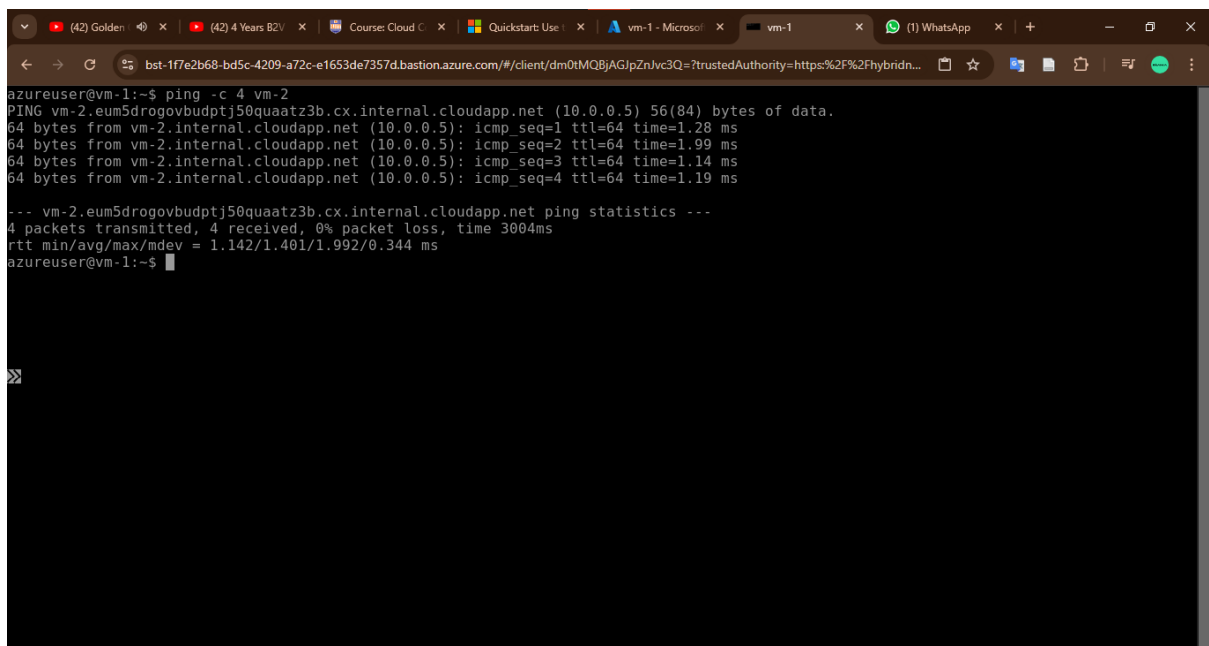 (42) Golden
(42) 4 Years B2V
Course: Cloud C
Quickstart: Use t
vm-1 - Microsof
vm-1
(1) WhatsApp
bst-1f7e2b68-bd5c-4209-a72c-e1653de7357d.bastion.azure.com/#/client/dm0tMQBjAGJpZnJvc3Q=?trustedAuthority=https:%2F%2Fhybridn...
azureuser@vm-1:~$ ping -c 4 vm-2
PING vm-2.eum5drogovbudptj50quaatz3b.cx.internal.cloudapp.net (10.0.0.5) 56(84) bytes of data.
64 bytes from vm-2.internal.cloudapp.net (10.0.0.5): icmp_seq=1 ttl=64 time=1.28 ms
64 bytes from vm-2.internal.cloudapp.net (10.0.0.5): icmp_seq=2 ttl=64 time=1.99 ms
64 bytes from vm-2.internal.cloudapp.net (10.0.0.5): icmp_seq=3 ttl=64 time=1.14 ms
64 bytes from vm-2.internal.cloudapp.net (10.0.0.5): icmp_seq=4 ttl=64 time=1.19 ms
--- vm-2.eum5drogovbudptj50quaatz3b.cx.internal.cloudapp.net ping statistics ---
4 packets transmitted, 4 received, 0% packet loss, time 3004ms
rtt min/avg/max/mdev = 1.142/1.401/1.992/0.344 ms
azureuser@vm-1:~$